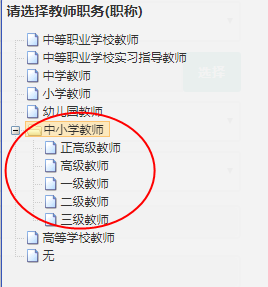 请选择教师职务(职称)
中等职业学校教师
中等职业学校实习指导教师
中学教师
小学教师
幼儿园教师
中小学教师
正高级教师
高级教师
一级教师
二级教师
三级教师
高等学校教师
无